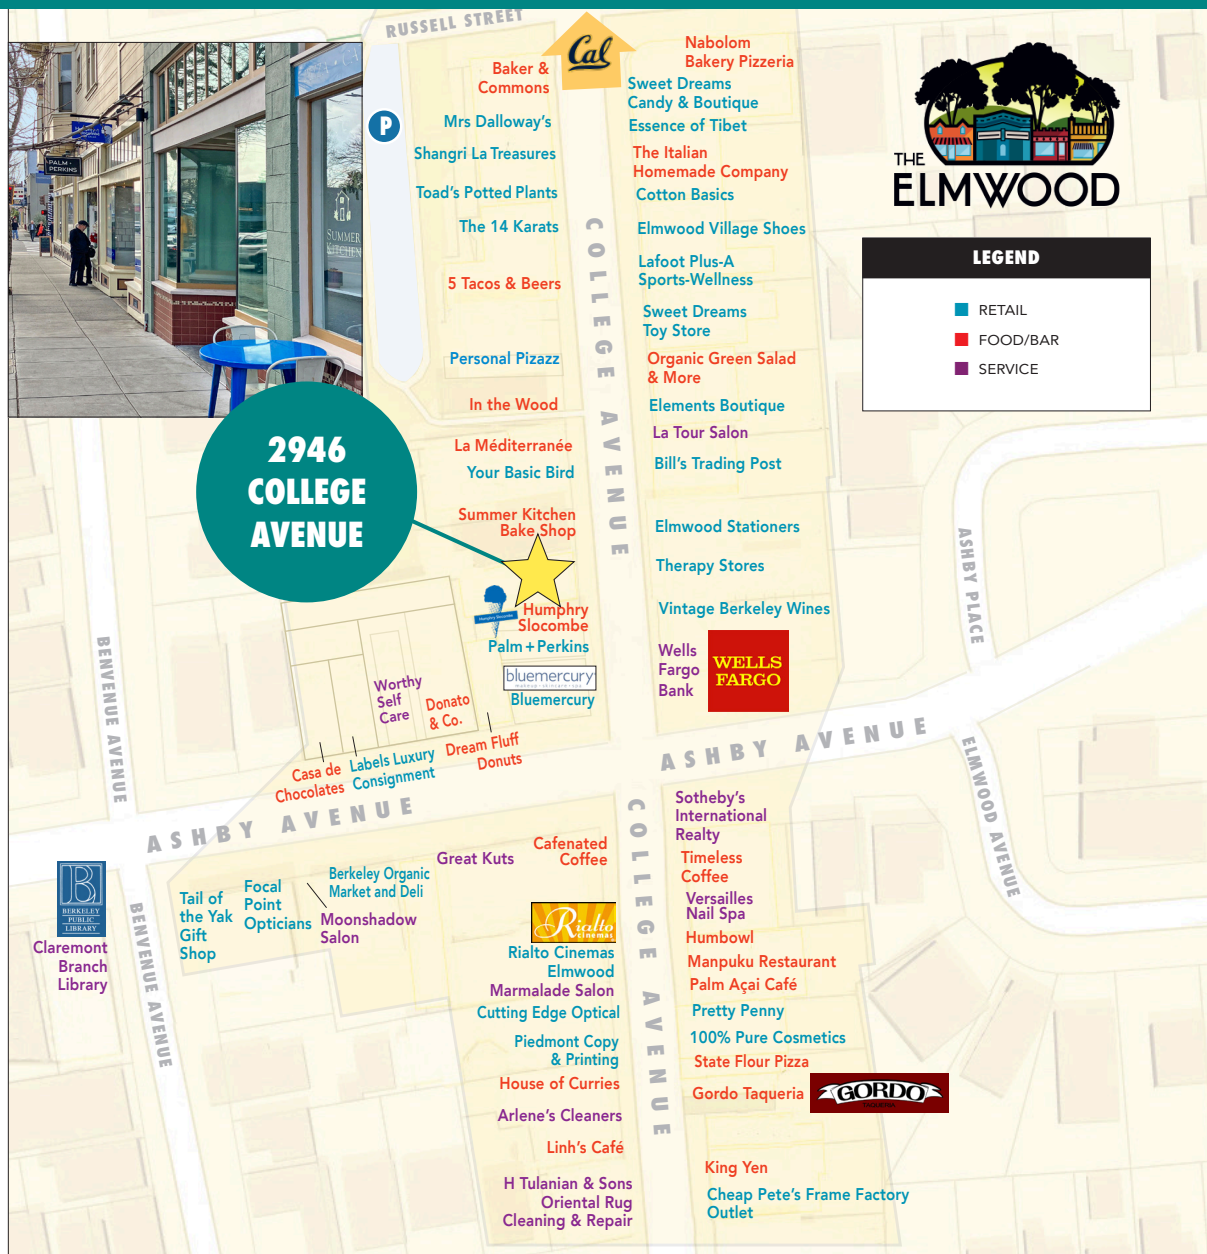 RUSSELL STREET
Cal
P
PALM +
PERKINS
SUMMER
KITCHEN
2946
COLLEGE
AVENUE
Baker &
Commons
Mrs Dalloway's
Shangri La Treasures
Toad's Potted Plants
The 14 Karats
5 Tacos & Beers
Personal Pizazz
In the Wood
La Méditerranée
Your Basic Bird
Summer Kitchen
Bake Shop
Humphry Slocombe
Humphry
Slocombe
Palm + Perkins
bluemercury
makeup · skincare · spa
Bluemercury
COLLEGE AVENUE
Nabolom
Bakery Pizzeria
Sweet Dreams
Candy & Boutique
Essence of Tibet
The Italian
Homemade Company
Cotton Basics
Elmwood Village Shoes
Lafoot Plus-A
Sports-Wellness
Sweet Dreams
Toy Store
Organic Green Salad
& More
Elements Boutique
La Tour Salon
Bill's Trading Post
Elmwood Stationers
Therapy Stores
Vintage Berkeley Wines
Wells
Fargo
Bank
WELLS
FARGO
THE
ELMWOOD
LEGEND
RETAIL
FOOD/BAR
SERVICE
ASHBY PLACE
BENVENUE AVENUE
Worthy
Self
Care
Donato
& Co.
Dream Fluff
Donuts
Labels Luxury
Consignment
Casa de
Chocolates
ASHBY AVENUE
ASHBY AVENUE
ELMWOOD AVENUE
B
BERKELEY
PUBLIC
LIBRARY
Claremont
Branch
Library
BENVENUE AVENUE
Tail of
the Yak
Gift
Shop
Focal
Point
Opticians
Berkeley Organic
Market and Deli
Moonshadow
Salon
Great Kuts
Cafenated
Coffee
Rialto
cinemas
Rialto Cinemas
Elmwood
Marmalade Salon
Cutting Edge Optical
Piedmont Copy
& Printing
House of Curries
Arlene's Cleaners
Linh's Café
H Tulanian & Sons
Oriental Rug
Cleaning & Repair
COLLEGE AVENUE
Sotheby's
International
Realty
Timeless
Coffee
Versailles
Nail Spa
Humbowl
Manpuku Restaurant
Palm Açai Café
Pretty Penny
100% Pure Cosmetics
State Flour Pizza
Gordo Taqueria
GORDO
TAQUERIA
King Yen
Cheap Pete's Frame Factory
Outlet